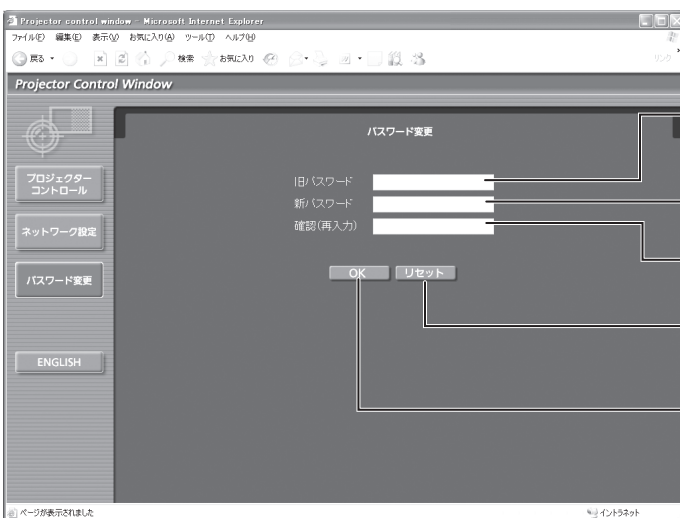 Projector control window - Microsoft Internet Explorer
ファイル(F) 編集(E) 表示(V) お気に入り(A) ツール(T) ヘルプ(H)
戻る 検索 お気に入り リンク »
Projector Control Window
パスワード変更
プロジェクター
コントロール
ネットワーク設定
パスワード変更
ENGLISH
旧パスワード
新パスワード
確認(再入力)
OK リセット
ページが表示されました イントラネット